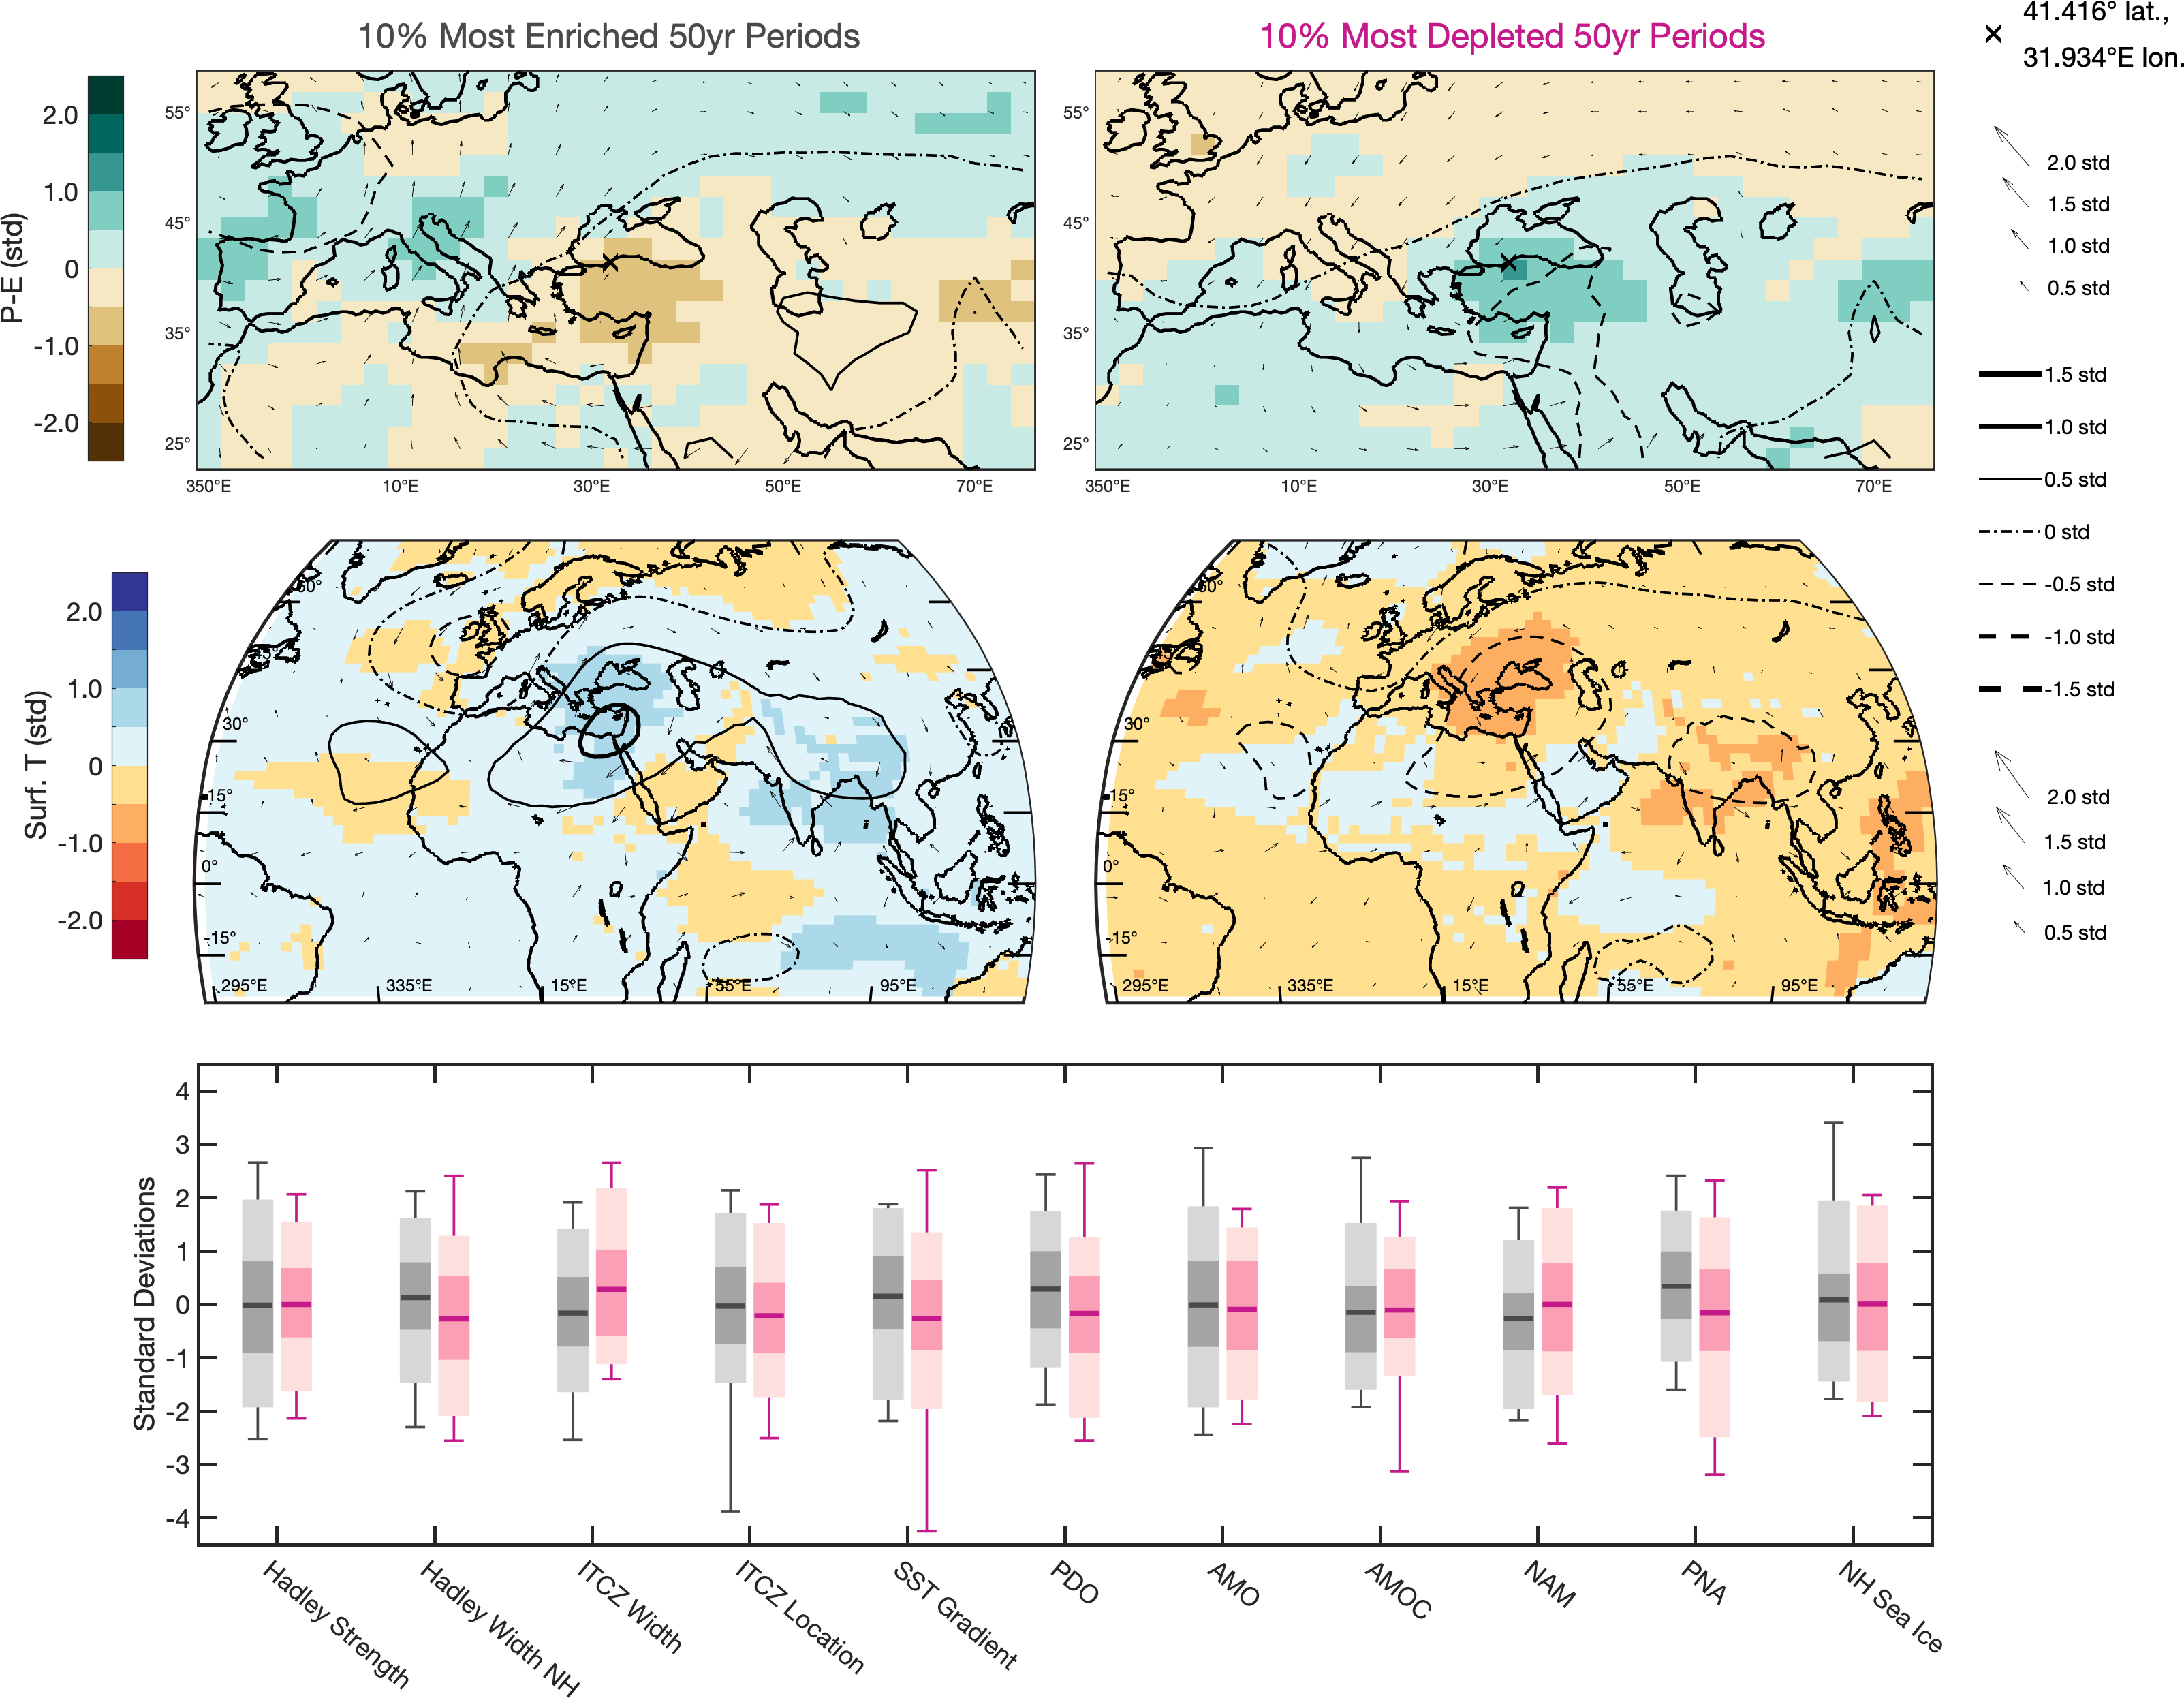 10% Most Enriched 50yr Periods
10% Most Depleted 50yr Periods
41.416° lat.,
31.934°E lon.
P-E (std)
2.0
1.0
0
-1.0
-2.0
55°
45°
35°
25°
350°E 10°E 30°E 50°E 70°E
55°
45°
35°
25°
350°E 10°E 30°E 50°E 70°E
2.0 std
1.5 std
1.0 std
0.5 std
1.5 std
1.0 std
0.5 std
0 std
-0.5 std
-1.0 std
-1.5 std
Surf. T (std)
2.0
1.0
0
-1.0
-2.0
60°
45°
30°
15°
0°
-15°
295°E 335°E 15°E 55°E 95°E
60°
45°
30°
15°
0°
-15°
295°E 335°E 15°E 55°E 95°E
2.0 std
1.5 std
1.0 std
0.5 std
Standard Deviations
4
3
2
1
0
-1
-2
-3
-4
Hadley Strength
Hadley Width NH
ITCZ Width
ITCZ Location
SST Gradient
PDO
AMO
AMOC
NAM
PNA
NH Sea Ice